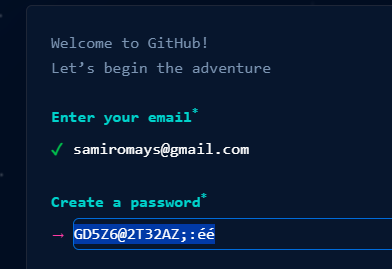 Welcome to GitHub!
Let’s begin the adventure
Enter your email*
✓ samiromays@gmail.com
Create a password*
→ GD5Z6@2T32AZ;:éé